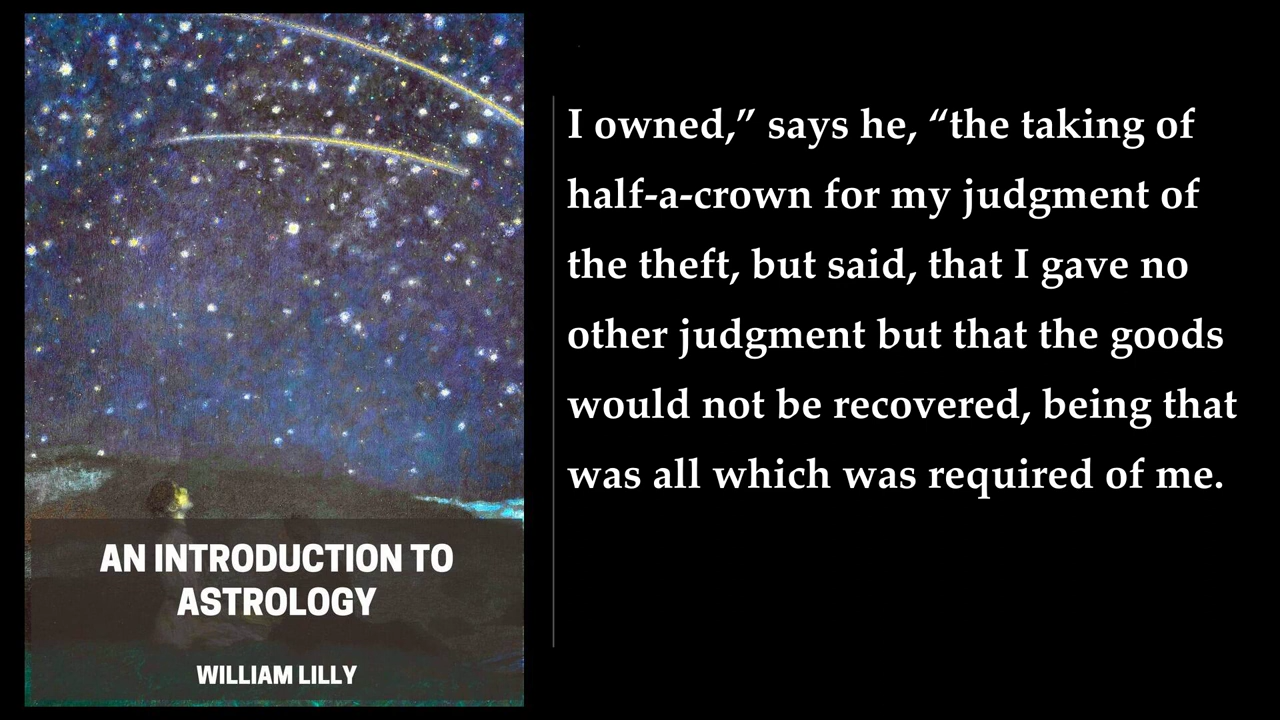 AN INTRODUCTION TO
ASTROLOGY
WILLIAM LILLY
I owned,” says he, “the taking of
half-a-crown for my judgment of
the theft, but said, that I gave no
other judgment but that the goods
would not be recovered, being that
was all which was required of me.